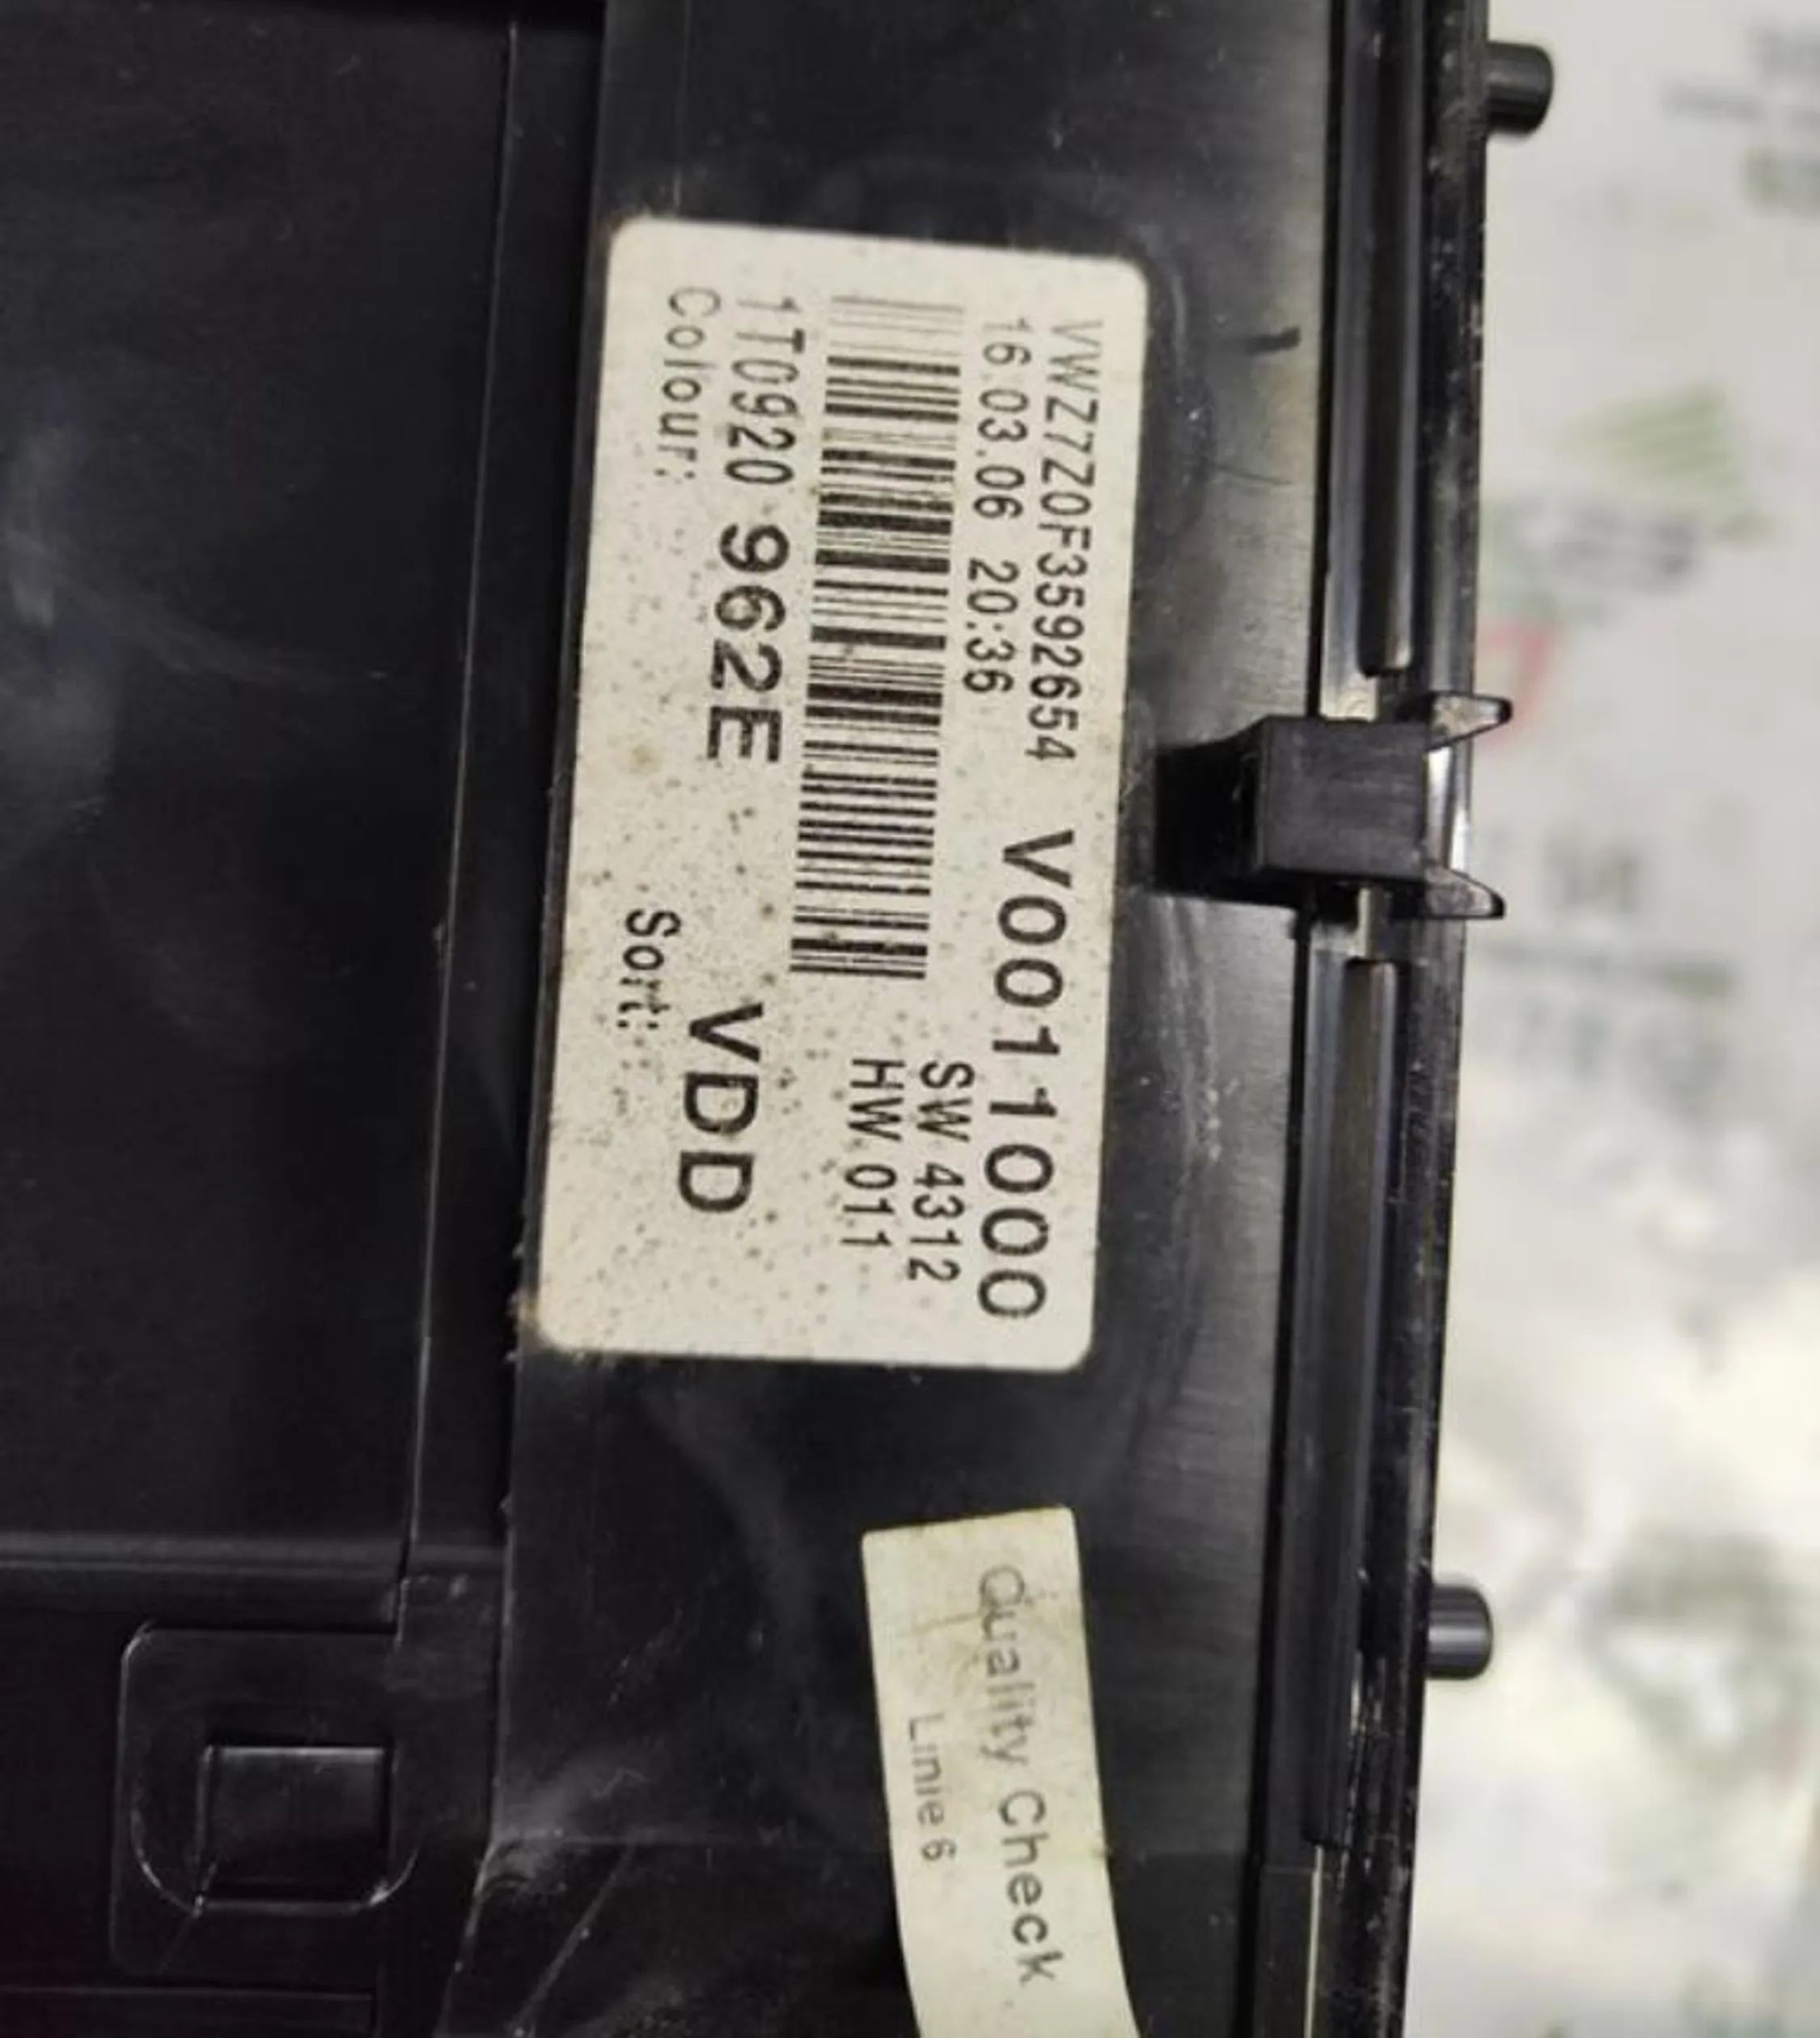 VWZ7Z0F3592654 V0011000
16.03.06 20:36
SW 4312
HW 011
1T0920 962E VDD
Colour: Sort:
Quality Check
Linie 6